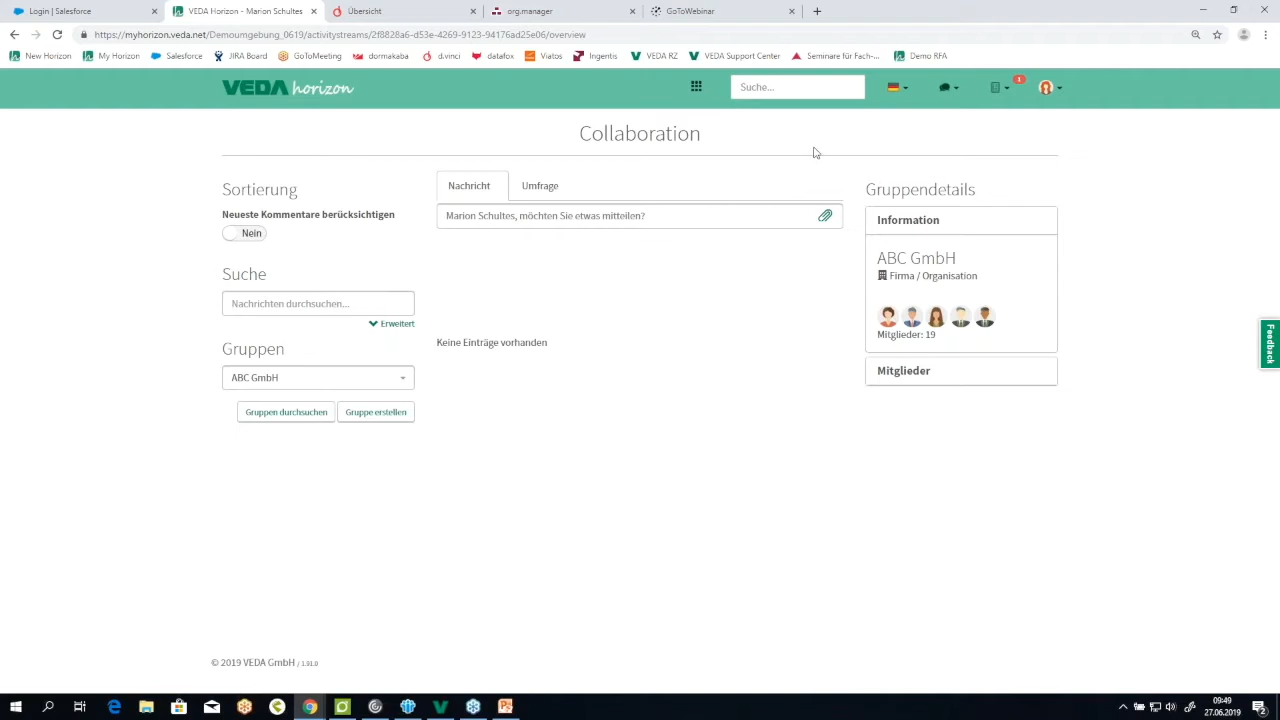 Login | Salesforce
VEDA Horizon - Marion Schultes
Übersicht
org.manager
GoToWebinar
https://myhorizon.veda.net/Demoumgebung_0619/activitystreams/2f8828a6-d53e-4269-9123-94176ad25e06/overview
New Horizon
My Horizon
Salesforce
JIRA Board
GoToMeeting
dormakaba
d.vinci
datafox
Viatos
Ingentis
VEDA RZ
VEDA Support Center
Seminare für Fach-...
Demo RFA
VEDA horizon
Suche...
1
Collaboration
Sortierung
Neueste Kommentare berücksichtigen
Nein
Suche
Nachrichten durchsuchen...
Erweitert
Gruppen
ABC GmbH
Gruppen durchsuchen
Gruppe erstellen
Nachricht
Umfrage
Marion Schultes, möchten Sie etwas mitteilen?
Keine Einträge vorhanden
Gruppendetails
Information
ABC GmbH
Firma / Organisation
Mitglieder: 19
Mitglieder
Feedback
© 2019 VEDA GmbH / 1.91.0
09:49
27.06.2019
2